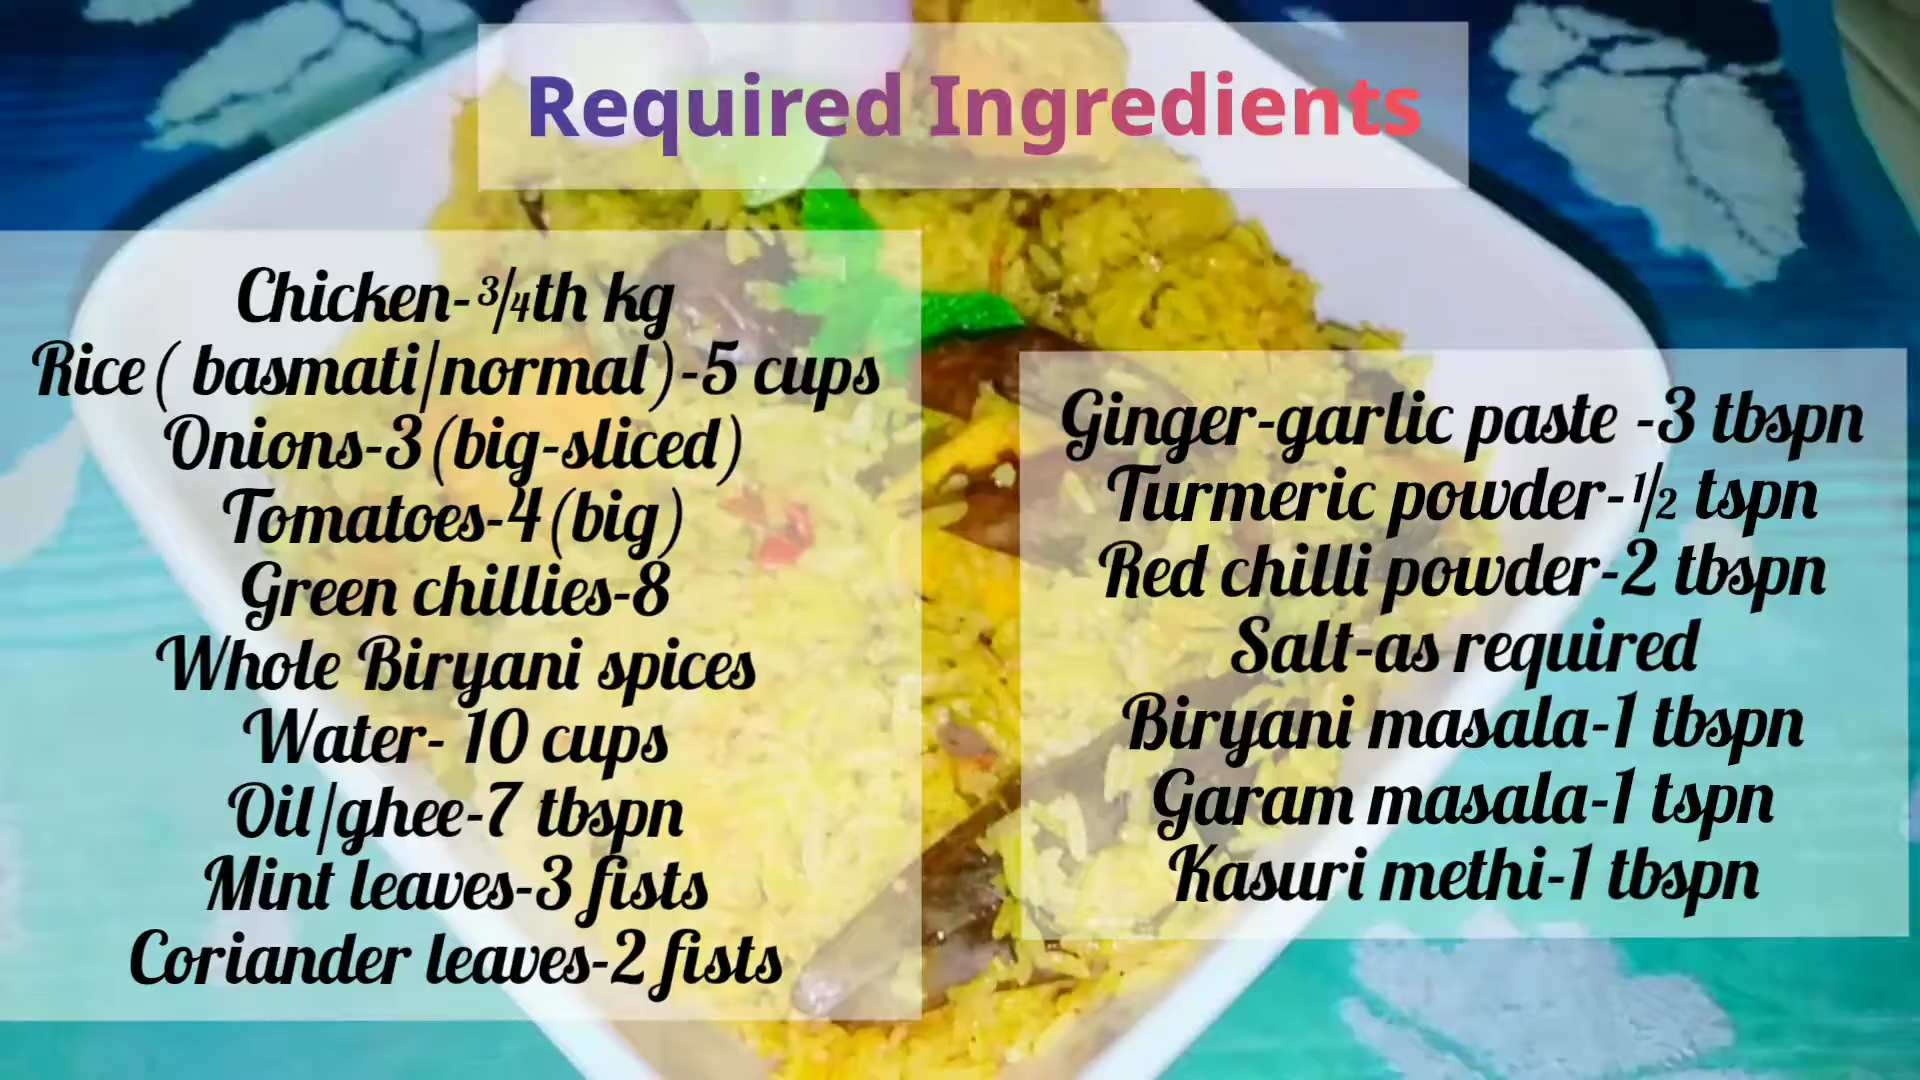 Required Ingredients
Chicken-¾th kg
Rice( basmati/normal)-5 cups
Onions-3(big-sliced)
Tomatoes-4(big)
Green chillies-8
Whole Biryani spices
Water- 10 cups
Oil/ghee-7 tbspn
Mint leaves-3 fists
Coriander leaves-2 fists
Ginger-garlic paste -3 tbspn
Turmeric powder-½ tspn
Red chilli powder-2 tbspn
Salt-as required
Biryani masala-1 tbspn
Garam masala-1 tspn
Kasuri methi-1 tbspn